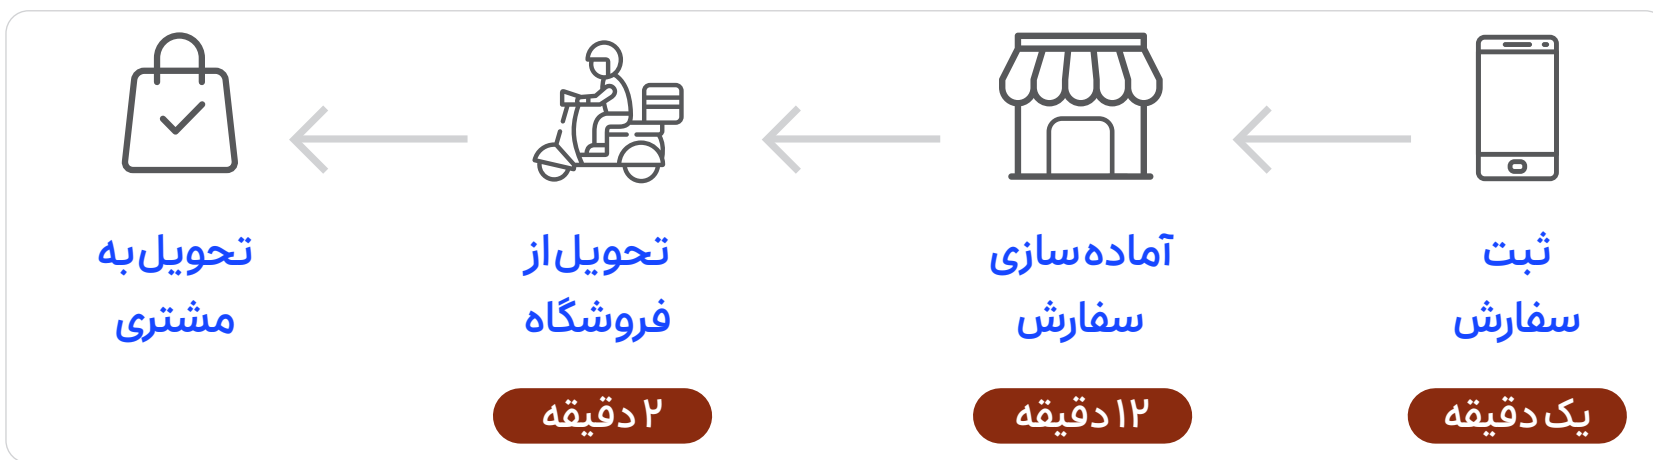 ثبت
سفارش
یک دقیقه
آماده سازی
سفارش
۱۲ دقیقه
تحویل از
فروشگاه
۲ دقیقه
تحویل به
مشتری